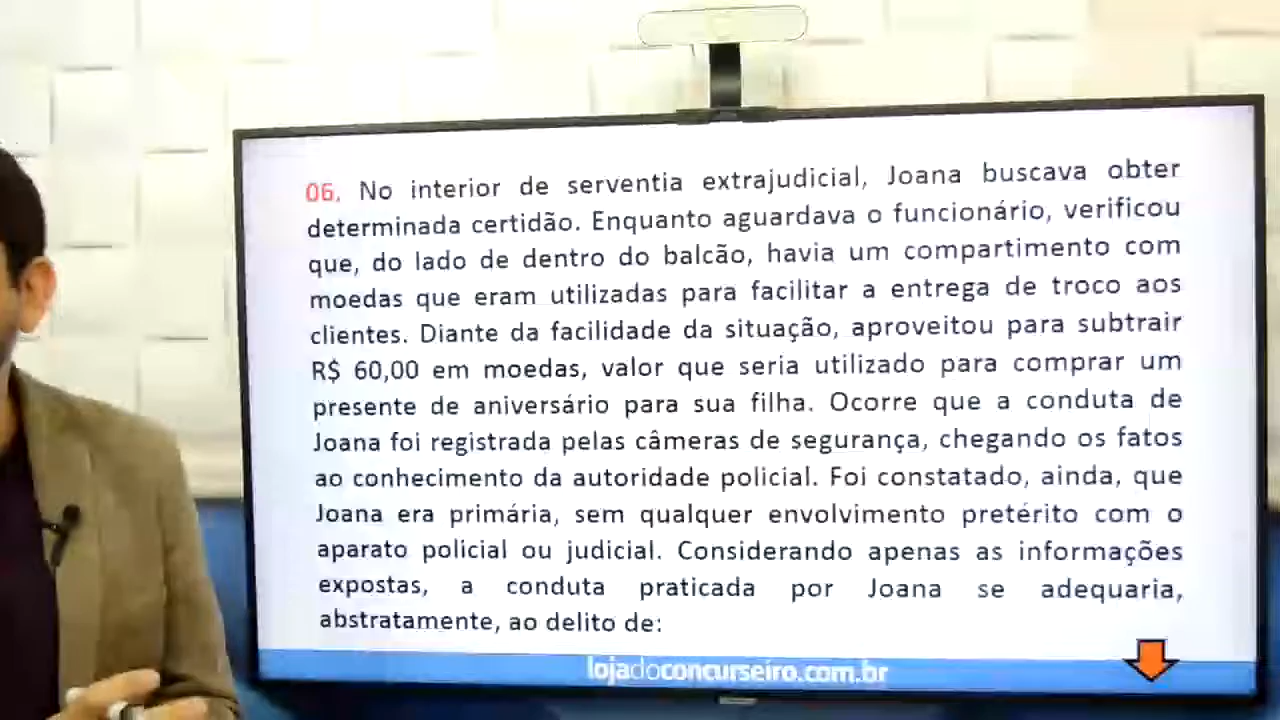 06. No interior de serventia extrajudicial, Joana buscava obter
determinada certidão. Enquanto aguardava o funcionário, verificou
que, do lado de dentro do balcão, havia um compartimento com
moedas que eram utilizadas para facilitar a entrega de troco aos
clientes. Diante da facilidade da situação, aproveitou para subtrair
R$ 60,00 em moedas, valor que seria utilizado para comprar um
presente de aniversário para sua filha. Ocorre que a conduta de
Joana foi registrada pelas câmeras de segurança, chegando os fatos
ao conhecimento da autoridade policial. Foi constatado, ainda, que
Joana era primária, sem qualquer envolvimento pretérito com o
aparato policial ou judicial. Considerando apenas as informações
expostas, a conduta praticada por Joana se adequaria,
abstratamente, ao delito de:
lojadoconcurseiro.com.br